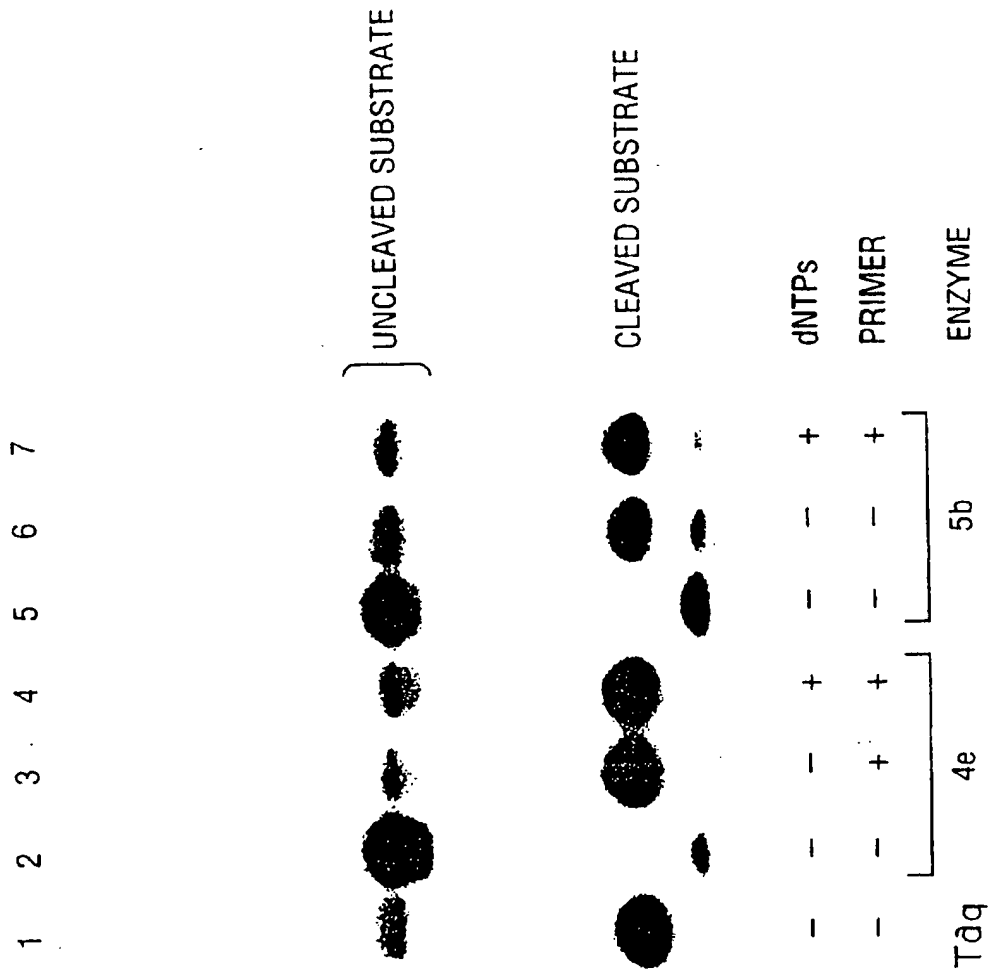 1 2 3 4 5 6 7
UNCLEAVED SUBSTRATE
CLEAVED SUBSTRATE
− − − + − − + dNTPs
− − + + − − + PRIMER
Taq 4e 5b ENZYME